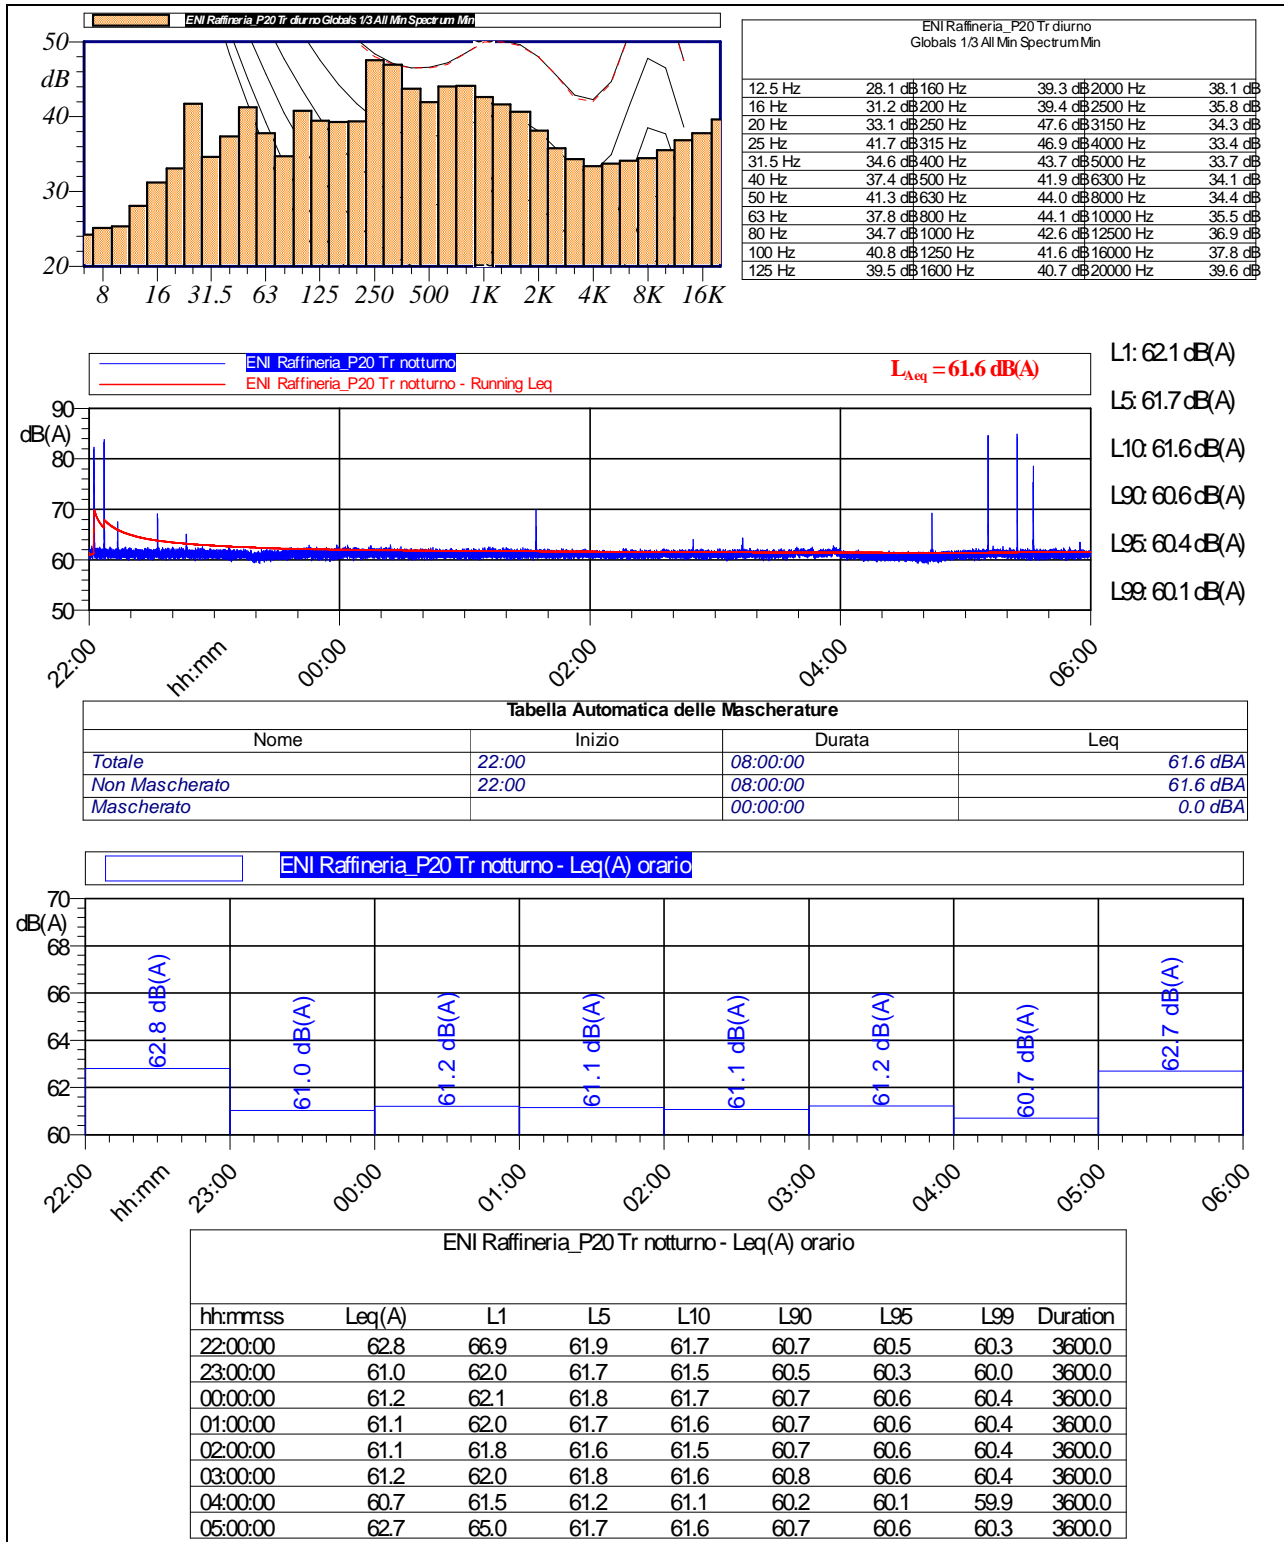 ENI Raffineria_P20 Tr diurno Globals 1/3 All Min Spectrum Min
50
dB
40
30
20
8 16 31.5 63 125 250 500 1K 2K 4K 8K 16K
ENI Raffineria_P20 Tr diurno
Globals 1/3 All Min Spectrum Min
12.5 Hz 28.1 dB 160 Hz 39.3 dB 2000 Hz 38.1 dB
16 Hz 31.2 dB 200 Hz 39.4 dB 2500 Hz 35.8 dB
20 Hz 33.1 dB 250 Hz 47.6 dB 3150 Hz 34.3 dB
25 Hz 41.7 dB 315 Hz 46.9 dB 4000 Hz 33.4 dB
31.5 Hz 34.6 dB 400 Hz 43.7 dB 5000 Hz 33.7 dB
40 Hz 37.4 dB 500 Hz 41.9 dB 6300 Hz 34.1 dB
50 Hz 41.3 dB 630 Hz 44.0 dB 8000 Hz 34.4 dB
63 Hz 37.8 dB 800 Hz 44.1 dB 10000 Hz 35.5 dB
80 Hz 34.7 dB 1000 Hz 42.6 dB 12500 Hz 36.9 dB
100 Hz 40.8 dB 1250 Hz 41.6 dB 16000 Hz 37.8 dB
125 Hz 39.5 dB 1600 Hz 40.7 dB 20000 Hz 39.6 dB
ENI Raffineria_P20 Tr notturno
ENI Raffineria_P20 Tr notturno - Running Leq
LAeq = 61.6 dB(A)
90
dB(A)
80
70
60
50
22:00 hh:mm 00:00 02:00 04:00 06:00
L1: 62.1 dB(A)
L5: 61.7 dB(A)
L10: 61.6 dB(A)
L90: 60.6 dB(A)
L95: 60.4 dB(A)
L99: 60.1 dB(A)
Tabella Automatica delle Mascherature
Nome Inizio Durata Leq
Totale 22:00 08:00:00 61.6 dBA
Non Mascherato 22:00 08:00:00 61.6 dBA
Mascherato 00:00:00 0.0 dBA
ENI Raffineria_P20 Tr notturno - Leq(A) orario
70
dB(A)
68
66
64
62
60
62.8 dB(A)
61.0 dB(A)
61.2 dB(A)
61.1 dB(A)
61.1 dB(A)
61.2 dB(A)
60.7 dB(A)
62.7 dB(A)
22:00 hh:mm 23:00 00:00 01:00 02:00 03:00 04:00 05:00 06:00
ENI Raffineria_P20 Tr notturno - Leq(A) orario
hh:mm:ss Leq(A) L1 L5 L10 L90 L95 L99 Duration
22:00:00 62.8 66.9 61.9 61.7 60.7 60.5 60.3 3600.0
23:00:00 61.0 62.0 61.7 61.5 60.5 60.3 60.0 3600.0
00:00:00 61.2 62.1 61.8 61.7 60.7 60.6 60.4 3600.0
01:00:00 61.1 62.0 61.7 61.6 60.7 60.6 60.4 3600.0
02:00:00 61.1 61.8 61.6 61.5 60.7 60.6 60.4 3600.0
03:00:00 61.2 62.0 61.8 61.6 60.8 60.6 60.4 3600.0
04:00:00 60.7 61.5 61.2 61.1 60.2 60.1 59.9 3600.0
05:00:00 62.7 65.0 61.7 61.6 60.7 60.6 60.3 3600.0